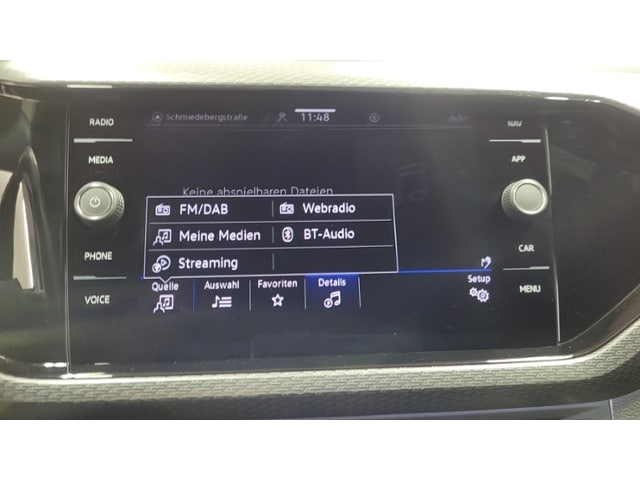 RADIO
Schmiedebergstraße 11:48
NAV
MEDIA
APP
Keine abspielbaren Dateien
FM/DAB Webradio
Meine Medien BT-Audio
Streaming
PHONE
CAR
VOICE
Quelle Auswahl Favoriten Details Setup
MENU